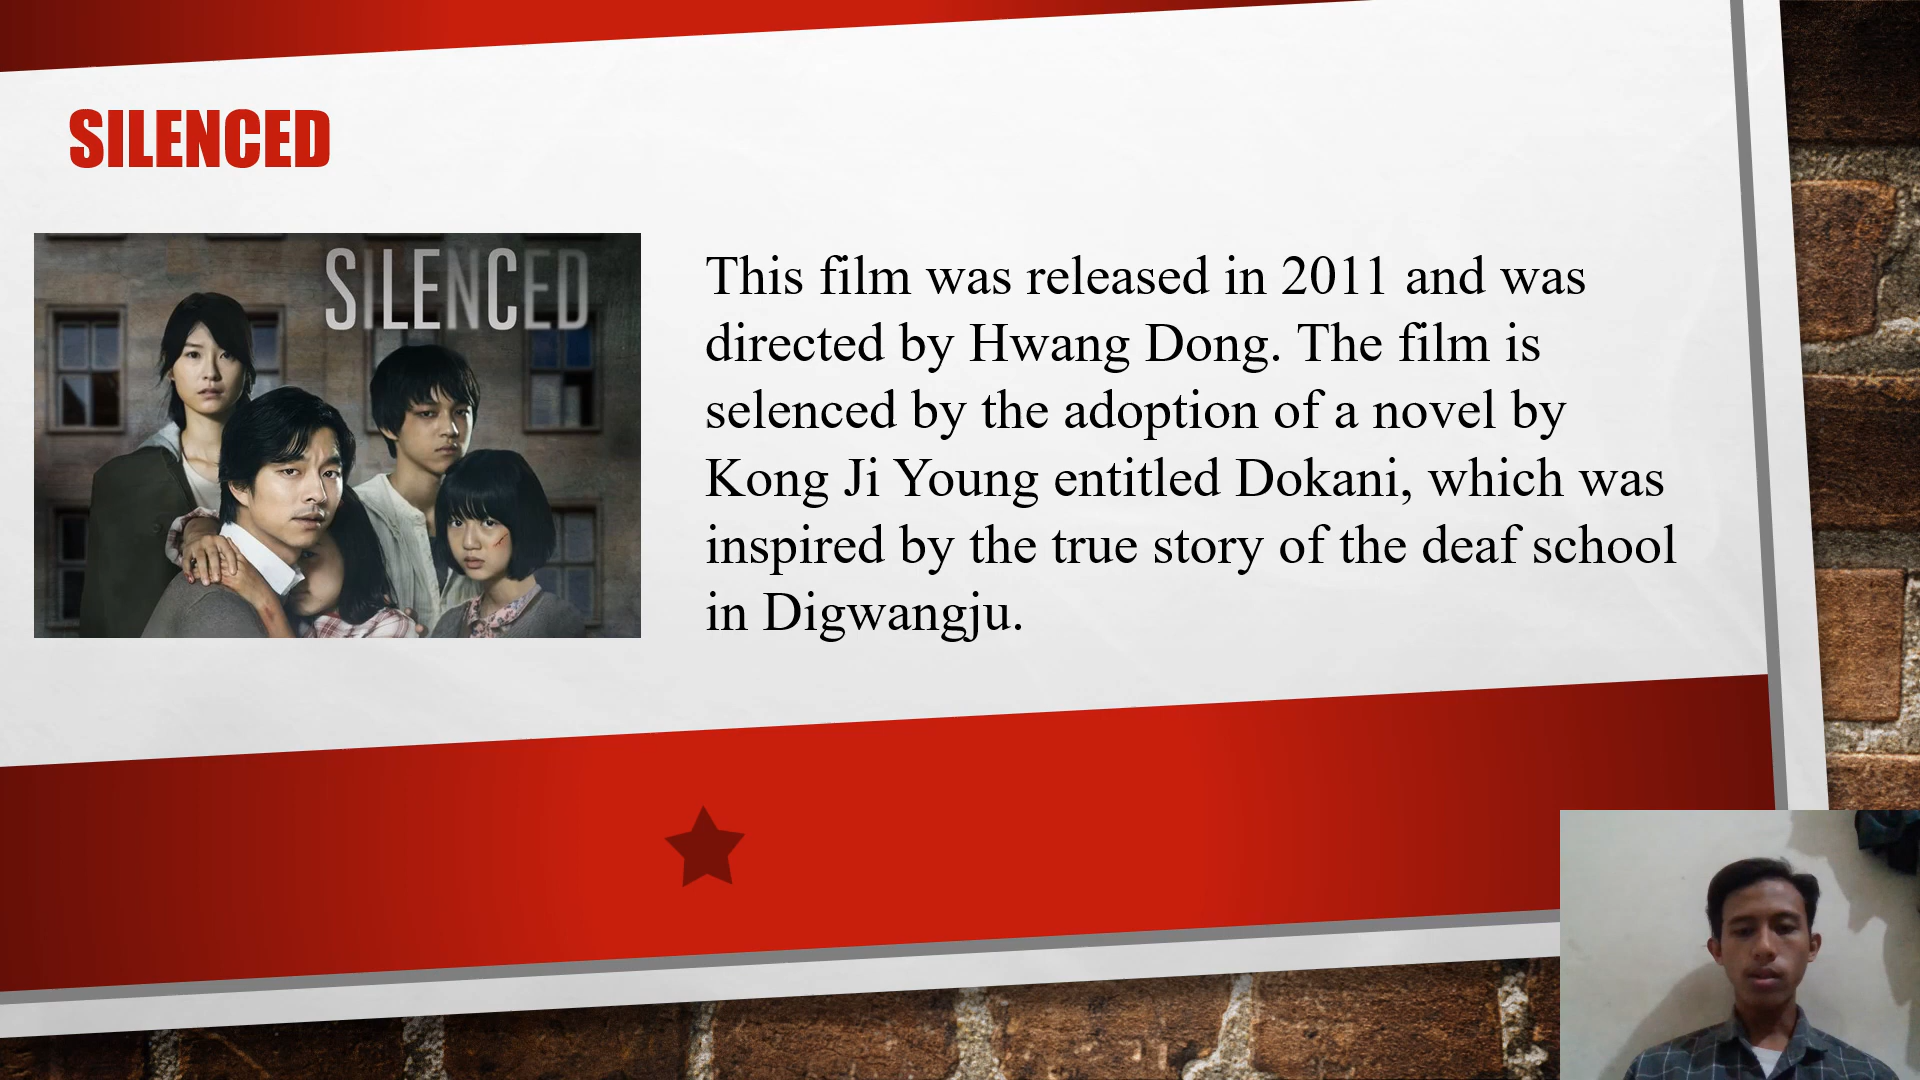 SILENCED
SILENCED
This film was released in 2011 and was
directed by Hwang Dong. The film is
selenced by the adoption of a novel by
Kong Ji Young entitled Dokani, which was
inspired by the true story of the deaf school
in Digwangju.